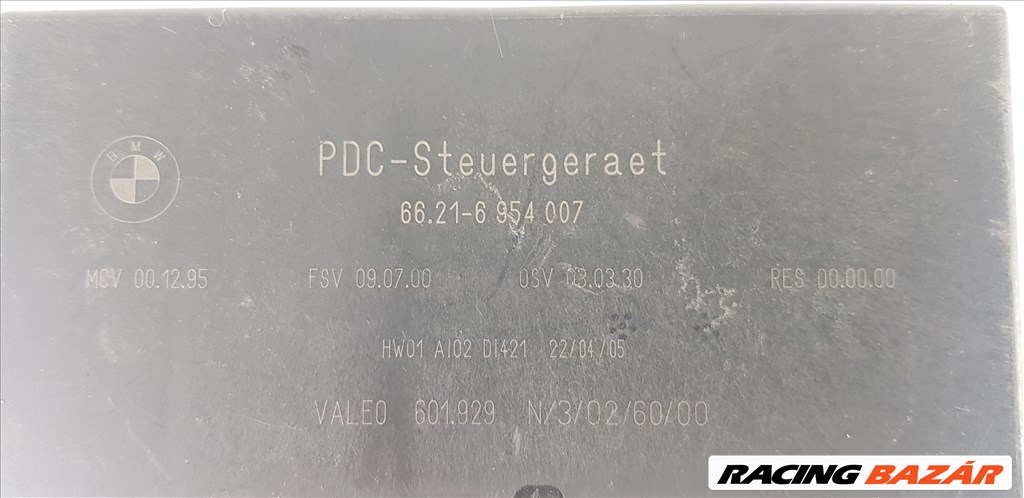 BMW
PDC-Steuergeraet
66.21-6 954 007
MCV 00.12.95 FSV 09.07.00 OSV 03.03.30 RES 00.00.00
HW01 AI02 DI421 22/04/05
VALEO 601.929 N/3/02/60/00
RACING BAZÁR